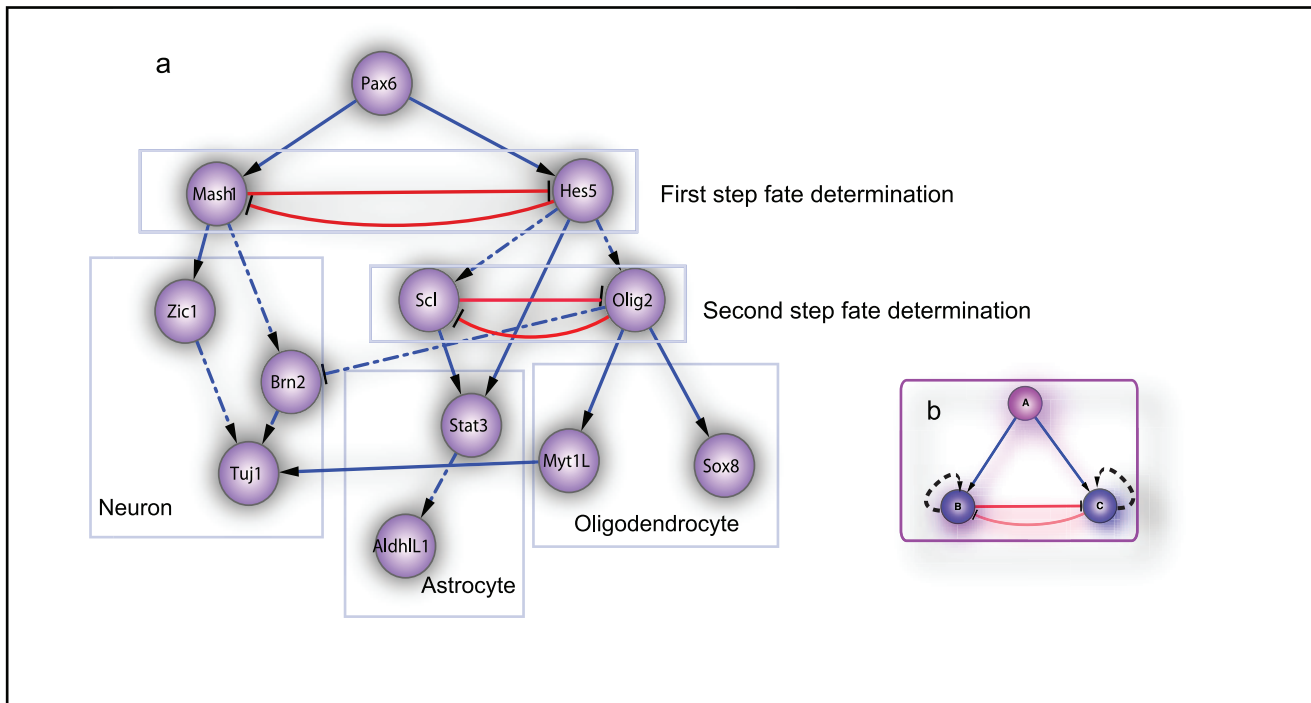 a
Pax6
Mash1
Hes5
First step fate determination
Scl
Olig2
Second step fate determination
Zic1
Brn2
Tuj1
Neuron
Stat3
AldhlL1
Astrocyte
Myt1L
Sox8
Oligodendrocyte
b
A
B
C